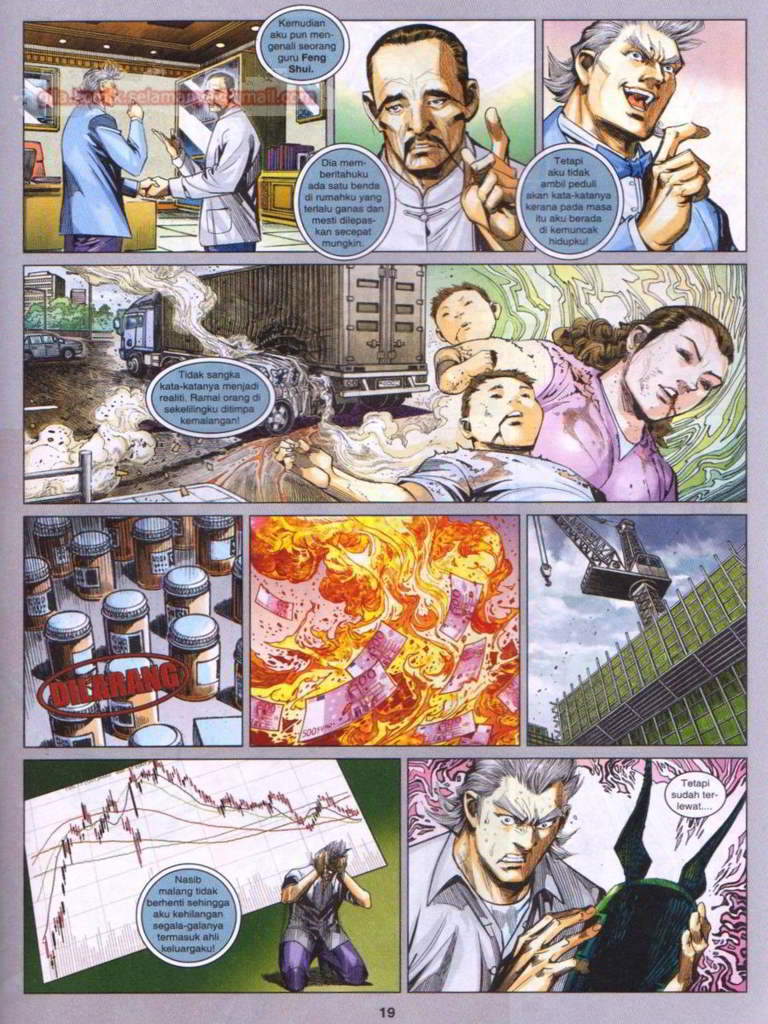 Kemudian
aku pun men-
genali seorang
guru Feng
Shui.
Dia mem-
beritahuku
ada satu benda
di rumahku yang
terlalu ganas dan
mesti dilepas-
kan secepat
mungkin.
Tetapi
aku tidak
ambil peduli
akan kata-katanya
kerana pada masa
itu aku berada
di kemuncak
hidupku!
Tidak sangka
kata-katanya menjadi
realiti. Ramai orang di
sekelilingku ditimpa
kemalangan!
DILARANG
Nasib
malang tidak
berhenti sehingga
aku kehilangan
segala-galanya
termasuk ahli
keluargaku!
Tetapi
sudah ter-
lewat....
19